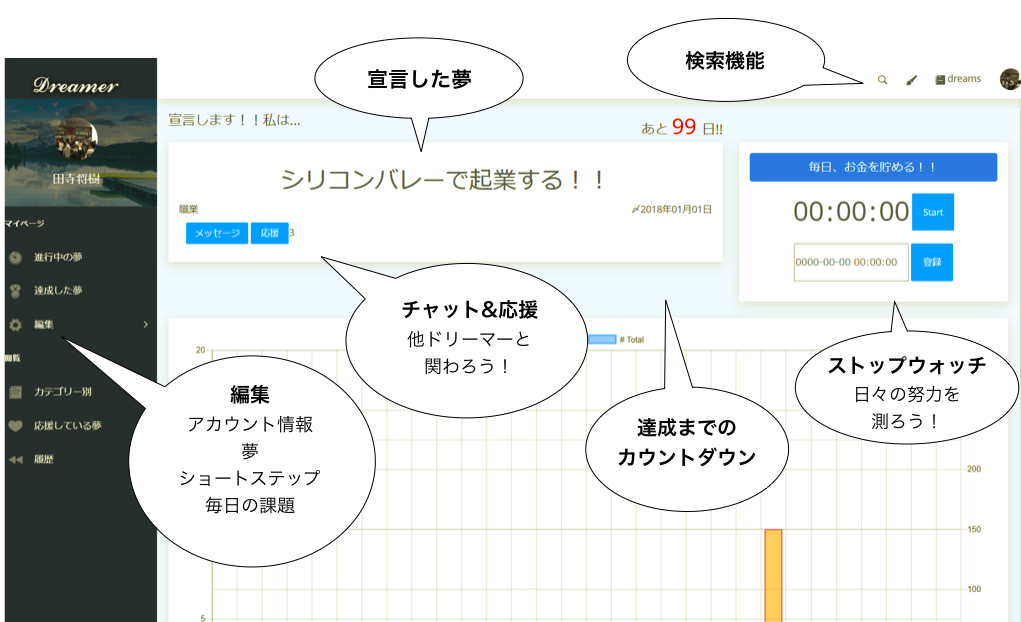 検索機能
宣言した夢
Dreamer
dreams
宣言します！！私は...
あと 99 日!!
田寺将樹
シリコンバレーで起業する！！
職業
〆2018年01月01日
メッセージ 応援 3
毎日、お金を貯める！！
00:00:00 Start
0000-00-00 00:00:00 登録
マイページ
進行中の夢
達成した夢
編集
閲覧
カテゴリー別
応援している夢
履歴
チャット&応援
他ドリーマーと
関わろう！
ストップウォッチ
日々の努力を
測ろう！
編集
アカウント情報
夢
ショートステップ
毎日の課題
達成までの
カウントダウン
# Total
20
5
200
150
100